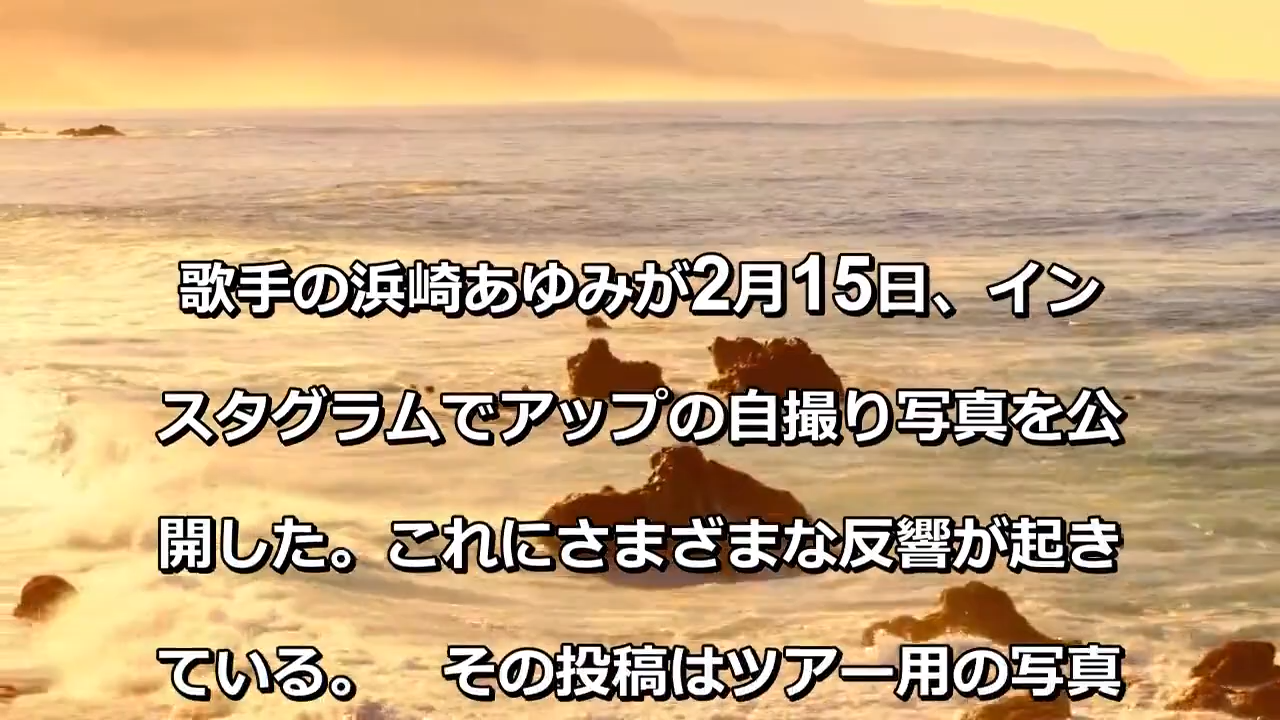 歌手の浜崎あゆみが2月15日、イン
スタグラムでアップの自撮り写真を公
開した。これにさまざまな反響が起き
ている。　その投稿はツアー用の写真